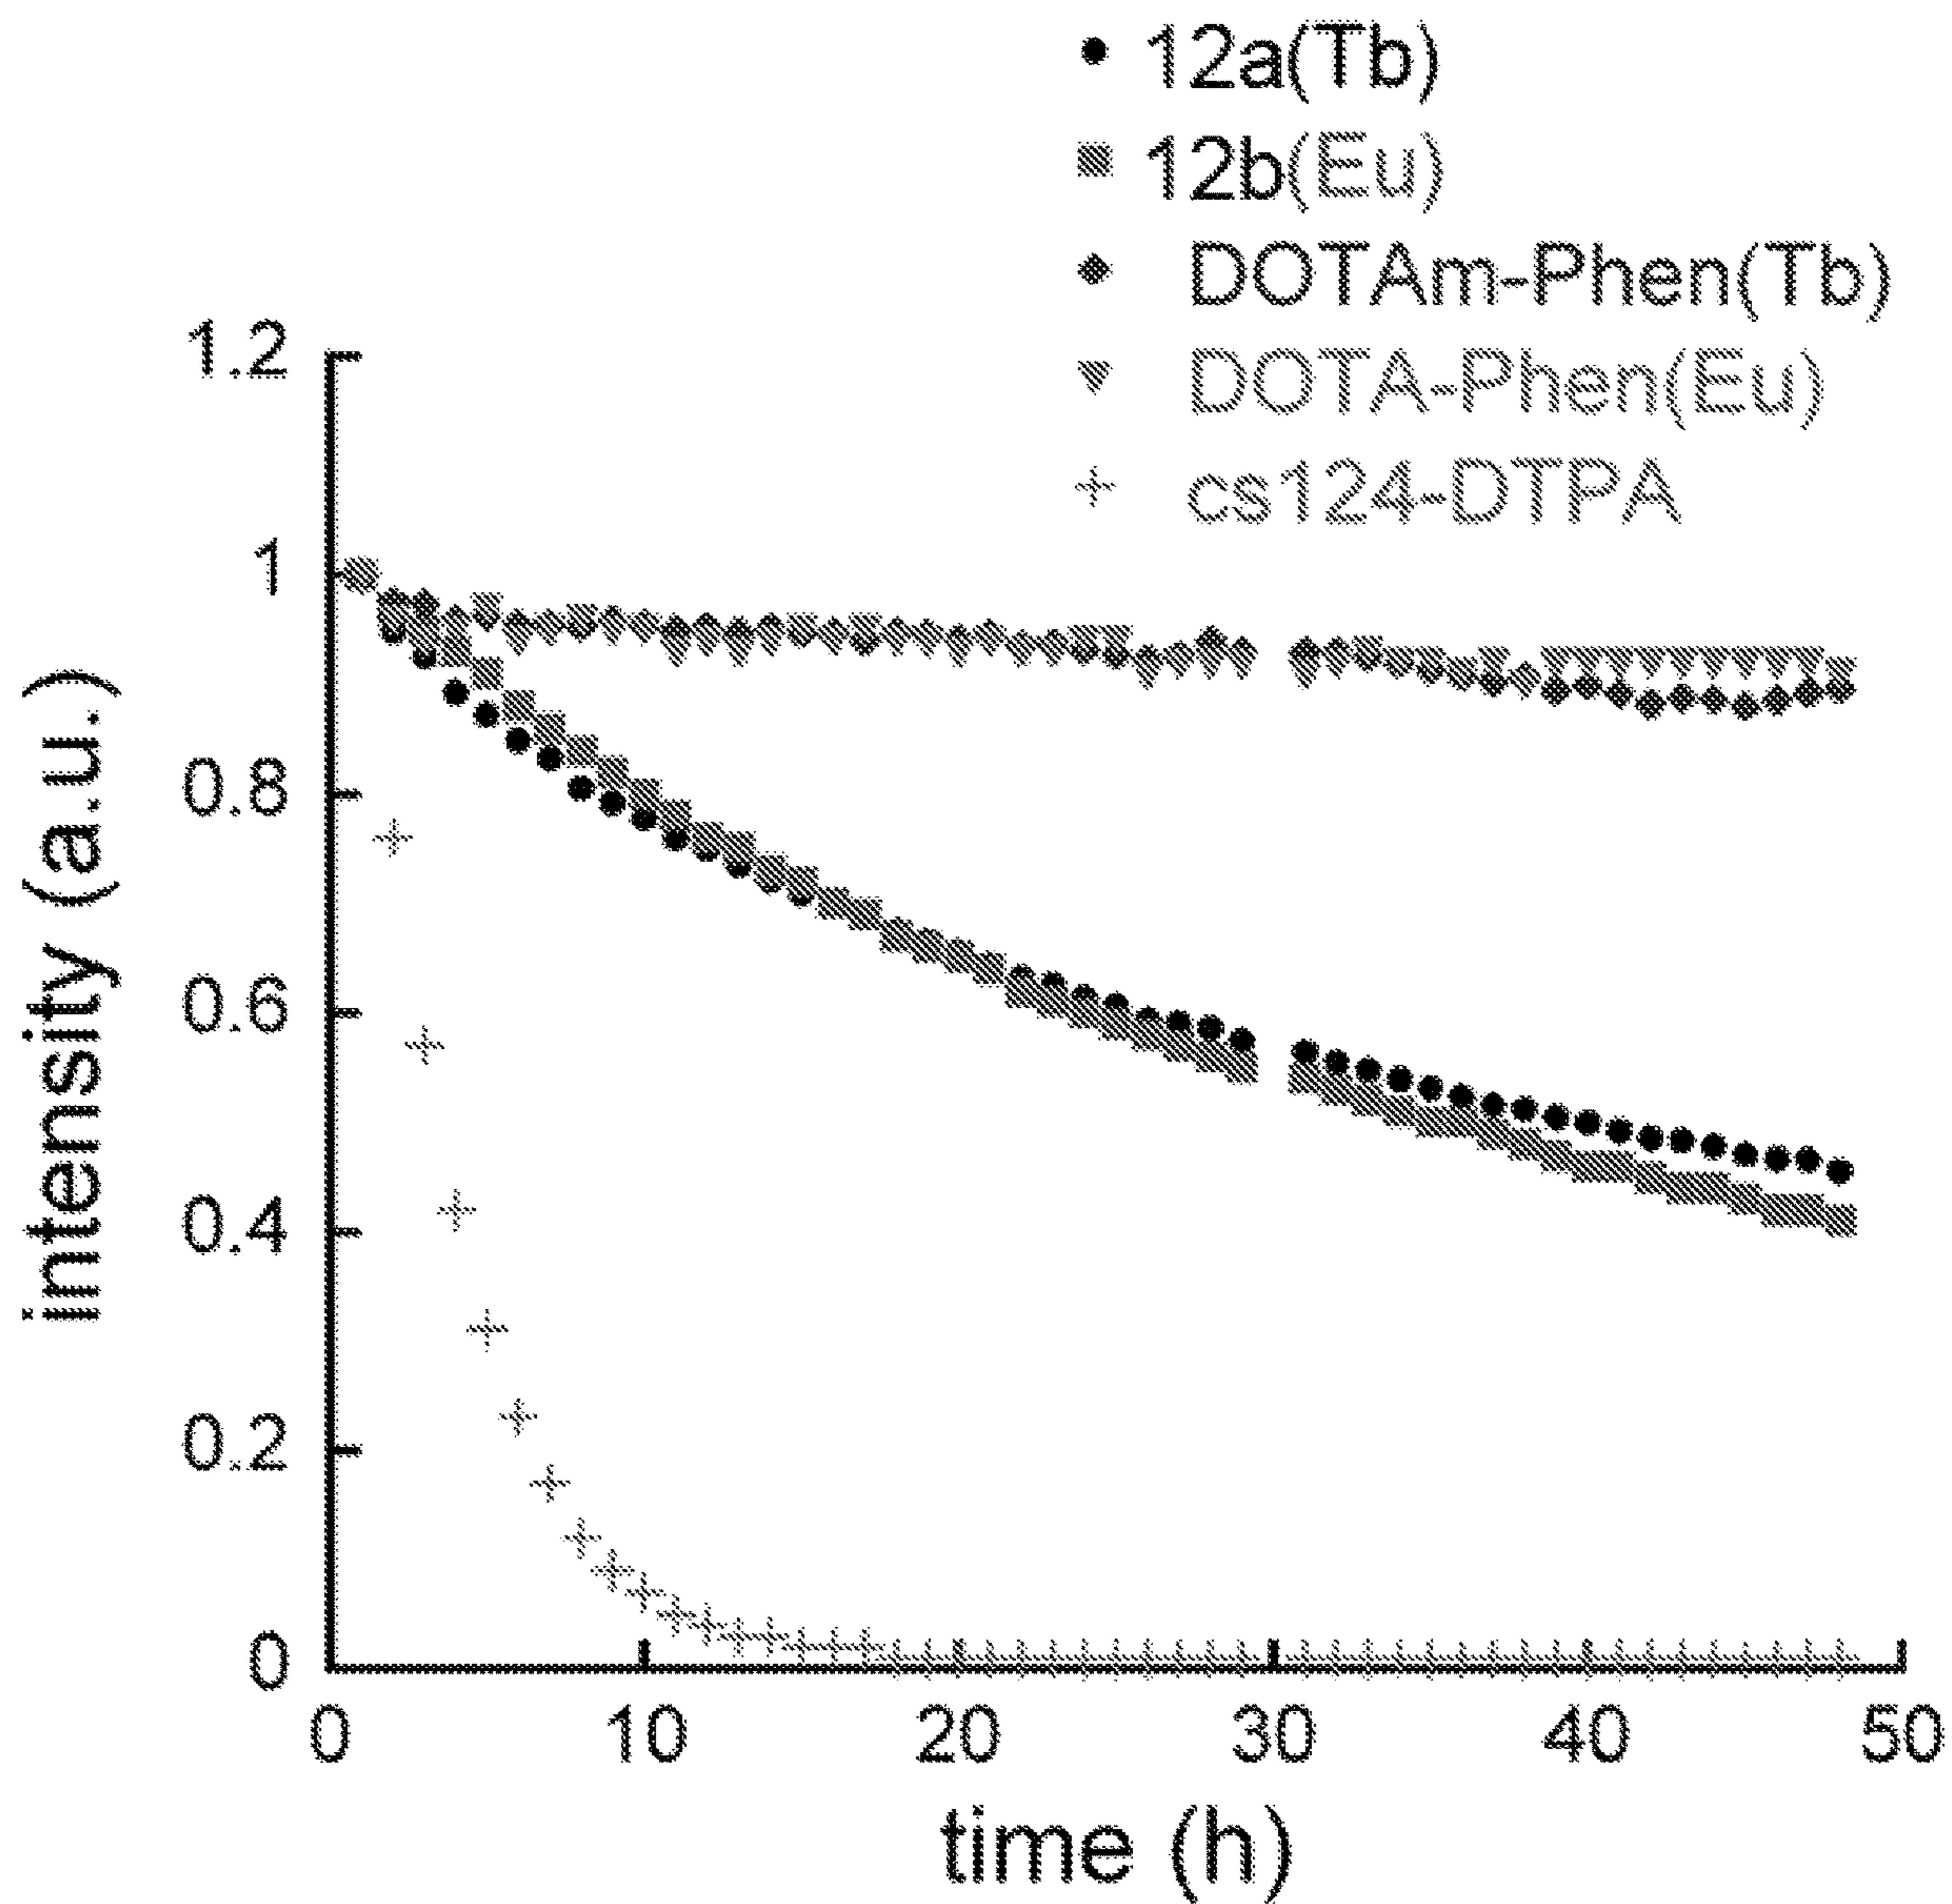 12a(Tb)
12b(Eu)
DOTAm-Phen(Tb)
DOTA-Phen(Eu)
cs124-DTPA
1.2
1
0.8
0.6
0.4
0.2
0
intensity (a.u.)
0 10 20 30 40 50
time (h)